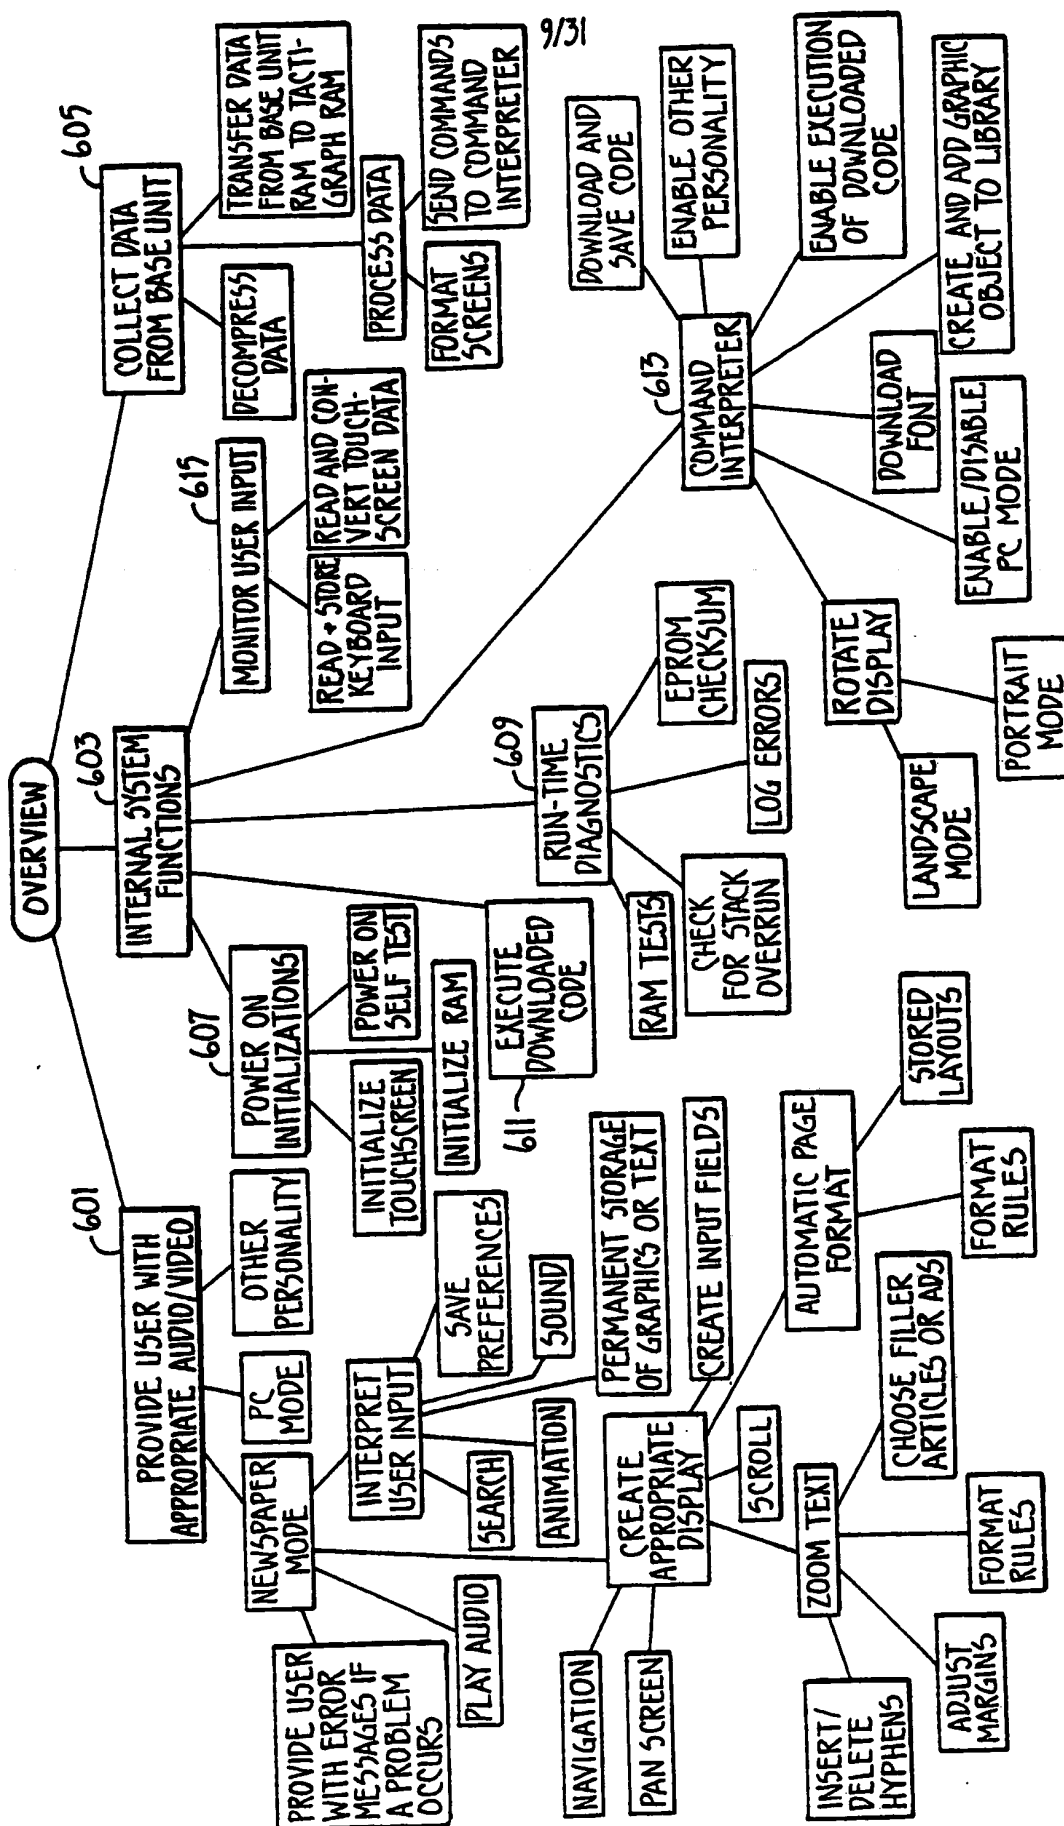 9/31
OVERVIEW
601
PROVIDE USER WITH
APPROPRIATE AUDIO/VIDEO
603
INTERNAL SYSTEM
FUNCTIONS
605
COLLECT DATA
FROM BASE UNIT
NEWSPAPER
MODE
PC
MODE
OTHER
PERSONALITY
607
POWER ON
INITIALIZATIONS
615
MONITOR USER INPUT
DECOMPRESS
DATA
TRANSFER DATA
FROM BASE UNIT
RAM TO TACTI-
GRAPH RAM
PROVIDE USER
WITH ERROR
MESSAGES IF
A PROBLEM
OCCURS
PLAY AUDIO
INTERPRET
USER INPUT
SAVE
PREFERENCES
INITIALIZE
TOUCHSCREEN
POWER ON
SELF TEST
INITIALIZE RAM
READ + STORE
KEYBOARD
INPUT
READ AND CON-
VERT TOUCH-
SCREEN DATA
PROCESS DATA
FORMAT
SCREENS
SEND COMMANDS
TO COMMAND
INTERPRETER
SEARCH
ANIMATION
SOUND
PERMANENT STORAGE
OF GRAPHICS OR TEXT
611
EXECUTE
DOWNLOADED
CODE
609
RUN-TIME
DIAGNOSTICS
613
COMMAND
INTERPRETER
DOWNLOAD AND
SAVE CODE
ENABLE OTHER
PERSONALITY
NAVIGATION
PAN SCREEN
CREATE
APPROPRIATE
DISPLAY
CREATE INPUT FIELDS
SCROLL
RAM TESTS
CHECK
FOR STACK
OVERRUN
LOG ERRORS
EPROM
CHECKSUM
ENABLE EXECUTION
OF DOWNLOADED
CODE
ZOOM TEXT
AUTOMATIC PAGE
FORMAT
ROTATE
DISPLAY
DOWNLOAD
FONT
CREATE AND ADD GRAPHIC
OBJECT TO LIBRARY
INSERT/
DELETE
HYPHENS
ADJUST
MARGINS
FORMAT
RULES
CHOOSE FILLER
ARTICLES OR ADS
FORMAT
RULES
STORED
LAYOUTS
LANDSCAPE
MODE
PORTRAIT
MODE
ENABLE/DISABLE
PC MODE